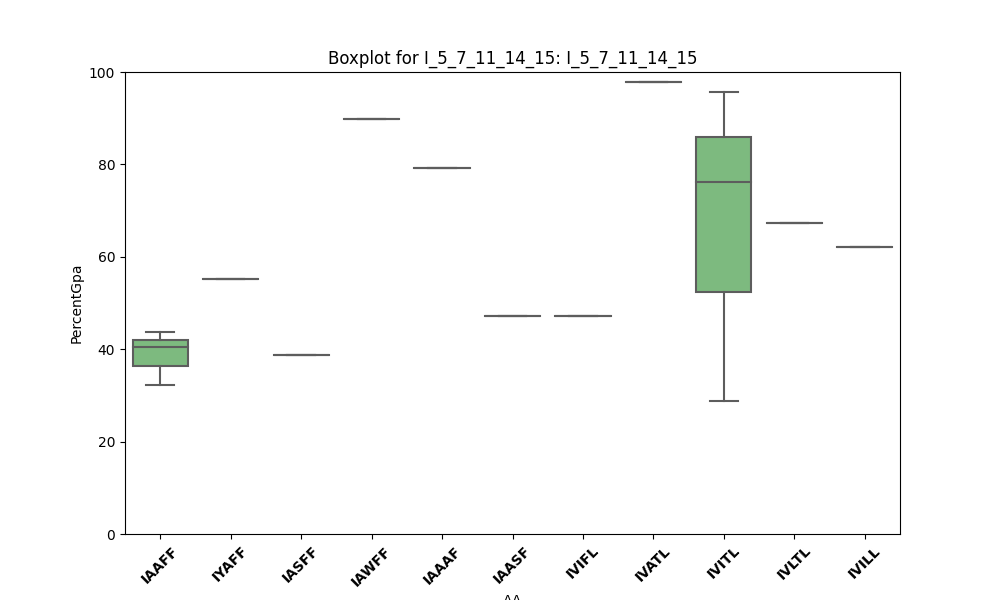 Boxplot for I_5_7_11_14_15: I_5_7_11_14_15
100
80
60
40
20
0
PercentGpa
IAAFF IYAFF IASFF IAWFF IAAAF IAASF IVIFL IVATL IVITL IVLTL IVILL
AA